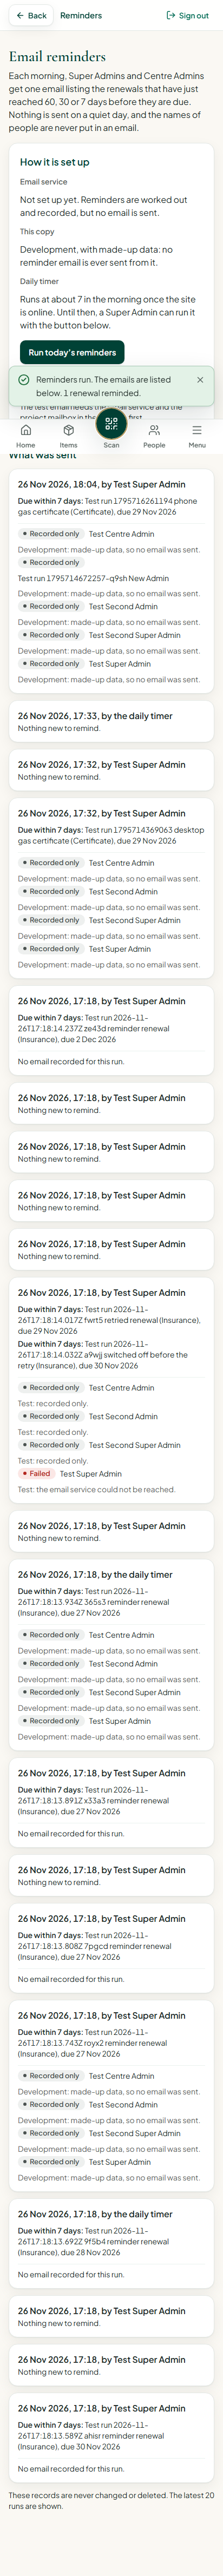 Back
Reminders
Sign out
Email reminders
Each morning, Super Admins and Centre Admins
get one email listing the renewals that have just
reached 60, 30 or 7 days before they are due.
Nothing is sent on a quiet day, and the names of
people are never put in an email.
How it is set up
Email service
Not set up yet. Reminders are worked out
and recorded, but no email is sent.
This copy
Development, with made-up data: no
reminder email is ever sent from it.
Daily timer
Runs at about 7 in the morning once the site
is online. Until then, a Super Admin can run it
with the button below.
Run today's reminders
Reminders run. The emails are listed
below. 1 renewal reminded.
Home
Items
Scan
People
Menu
What was sent
26 Nov 2026, 18:04, by Test Super Admin
Due within 7 days: Test run 1795716261194 phone
gas certificate (Certificate), due 29 Nov 2026
Recorded only Test Centre Admin
Development: made-up data, so no email was sent.
Recorded only
Test run 1795714672257-q9sh New Admin
Development: made-up data, so no email was sent.
Recorded only Test Second Admin
Development: made-up data, so no email was sent.
Recorded only Test Second Super Admin
Development: made-up data, so no email was sent.
Recorded only Test Super Admin
Development: made-up data, so no email was sent.
26 Nov 2026, 17:33, by the daily timer
Nothing new to remind.
26 Nov 2026, 17:32, by Test Super Admin
Nothing new to remind.
26 Nov 2026, 17:32, by Test Super Admin
Due within 7 days: Test run 1795714369063 desktop
gas certificate (Certificate), due 29 Nov 2026
Recorded only Test Centre Admin
Development: made-up data, so no email was sent.
Recorded only Test Second Admin
Development: made-up data, so no email was sent.
Recorded only Test Second Super Admin
Development: made-up data, so no email was sent.
Recorded only Test Super Admin
Development: made-up data, so no email was sent.
26 Nov 2026, 17:18, by Test Super Admin
Due within 7 days: Test run 2026-11-
26T17:18:14.237Z ze43d reminder renewal
(Insurance), due 2 Dec 2026
No email recorded for this run.
26 Nov 2026, 17:18, by Test Super Admin
Nothing new to remind.
26 Nov 2026, 17:18, by Test Super Admin
Nothing new to remind.
26 Nov 2026, 17:18, by Test Super Admin
Nothing new to remind.
26 Nov 2026, 17:18, by Test Super Admin
Nothing new to remind.
26 Nov 2026, 17:18, by Test Super Admin
Due within 7 days: Test run 2026-11-
26T17:18:14.017Z fwrt5 retried renewal (Insurance),
due 29 Nov 2026
Due within 7 days: Test run 2026-11-
26T17:18:14.032Z a9wjj switched off before the
retry (Insurance), due 30 Nov 2026
Recorded only Test Centre Admin
Test: recorded only.
Recorded only Test Second Admin
Test: recorded only.
Recorded only Test Second Super Admin
Test: recorded only.
Failed Test Super Admin
Test: the email service could not be reached.
26 Nov 2026, 17:18, by Test Super Admin
Nothing new to remind.
26 Nov 2026, 17:18, by the daily timer
Due within 7 days: Test run 2026-11-
26T17:18:13.934Z 365s3 reminder renewal
(Insurance), due 27 Nov 2026
Recorded only Test Centre Admin
Development: made-up data, so no email was sent.
Recorded only Test Second Admin
Development: made-up data, so no email was sent.
Recorded only Test Second Super Admin
Development: made-up data, so no email was sent.
Recorded only Test Super Admin
Development: made-up data, so no email was sent.
26 Nov 2026, 17:18, by Test Super Admin
Due within 7 days: Test run 2026-11-
26T17:18:13.891Z x33a3 reminder renewal
(Insurance), due 27 Nov 2026
No email recorded for this run.
26 Nov 2026, 17:18, by Test Super Admin
Nothing new to remind.
26 Nov 2026, 17:18, by Test Super Admin
Due within 7 days: Test run 2026-11-
26T17:18:13.808Z 7pgcd reminder renewal
(Insurance), due 27 Nov 2026
No email recorded for this run.
26 Nov 2026, 17:18, by Test Super Admin
Due within 7 days: Test run 2026-11-
26T17:18:13.743Z royx2 reminder renewal
(Insurance), due 27 Nov 2026
Recorded only Test Centre Admin
Development: made-up data, so no email was sent.
Recorded only Test Second Admin
Development: made-up data, so no email was sent.
Recorded only Test Second Super Admin
Development: made-up data, so no email was sent.
Recorded only Test Super Admin
Development: made-up data, so no email was sent.
26 Nov 2026, 17:18, by the daily timer
Due within 7 days: Test run 2026-11-
26T17:18:13.692Z 9f5b4 reminder renewal
(Insurance), due 28 Nov 2026
No email recorded for this run.
26 Nov 2026, 17:18, by Test Super Admin
Nothing new to remind.
26 Nov 2026, 17:18, by Test Super Admin
Nothing new to remind.
26 Nov 2026, 17:18, by Test Super Admin
Due within 7 days: Test run 2026-11-
26T17:18:13.589Z ahisr reminder renewal
(Insurance), due 30 Nov 2026
No email recorded for this run.
These records are never changed or deleted. The latest 20
runs are shown.